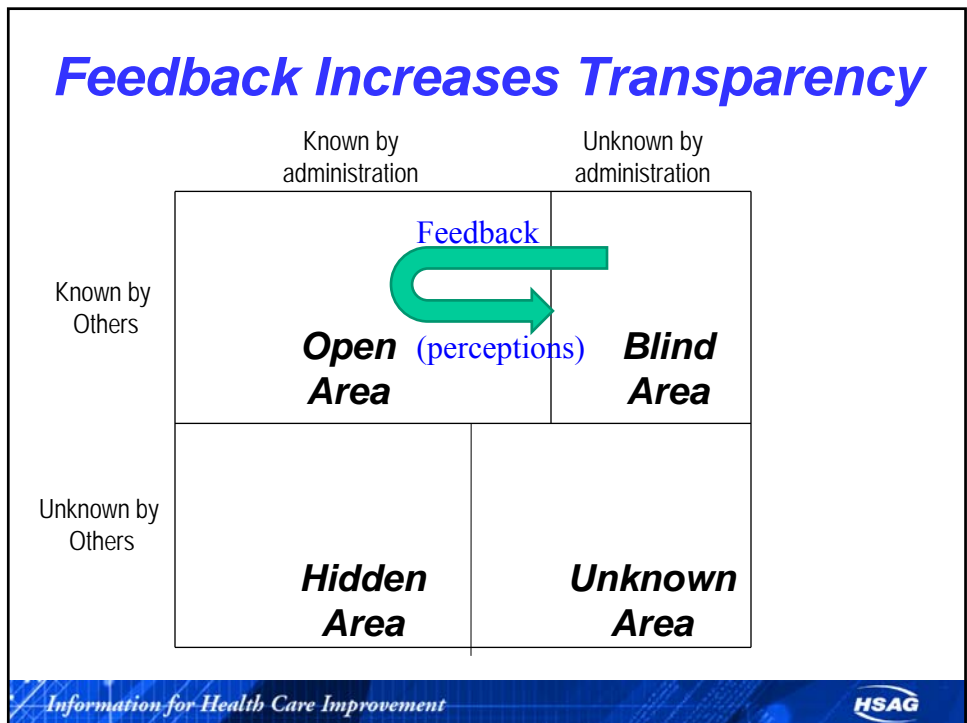 Feedback Increases Transparency
Known by
administration
Unknown by
administration
Known by
Others
Feedback
(perceptions)
Open
Area
Blind
Area
Unknown by
Others
Hidden
Area
Unknown
Area
Information for Health Care Improvement
HSAG